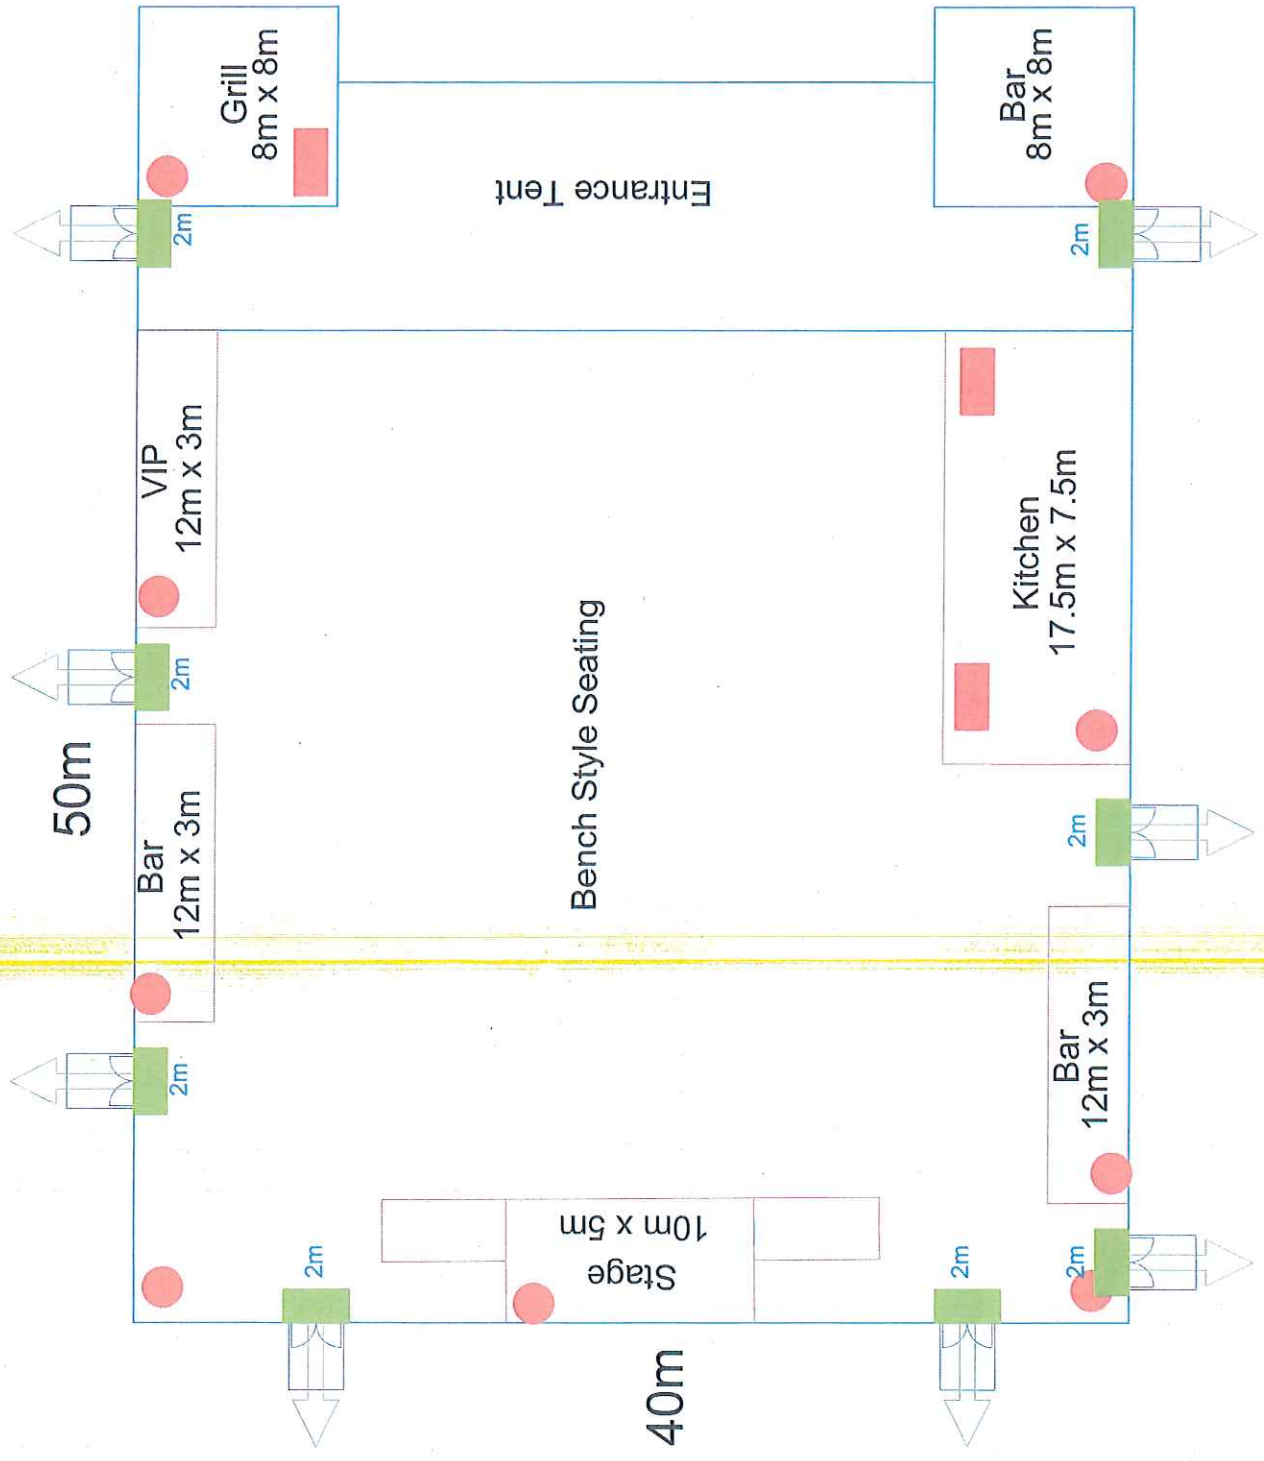 Grill
8m x 8m
Bar
8m x 8m
Entrance Tent
2m
2m
VIP
12m x 3m
2m
50m
Bar
12m x 3m
Bench Style Seating
Kitchen
17.5m x 7.5m
2m
2m
Bar
12m x 3m
Stage
10m x 5m
2m
2m
2m
40m